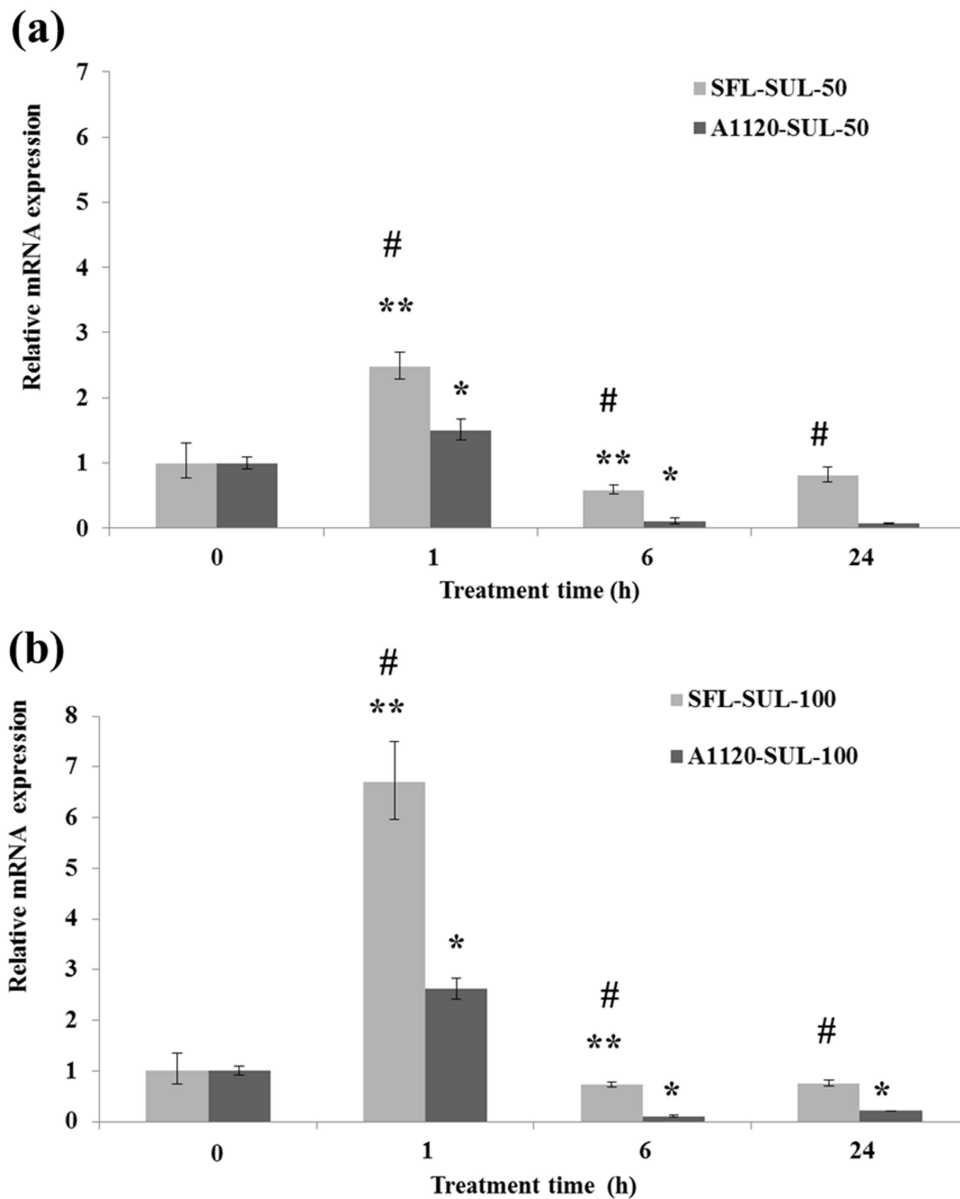 (a)
7
6
5
4
3
2
1
0
Relative mRNA expression
SFL-SUL-50
A1120-SUL-50
#
**
*
#
**
*
#
0 1 6 24
Treatment time (h)
(b)
8
7
6
5
4
3
2
1
0
Relative mRNA expression
SFL-SUL-100
A1120-SUL-100
#
**
*
#
**
*
#
*
0 1 6 24
Treatment time (h)